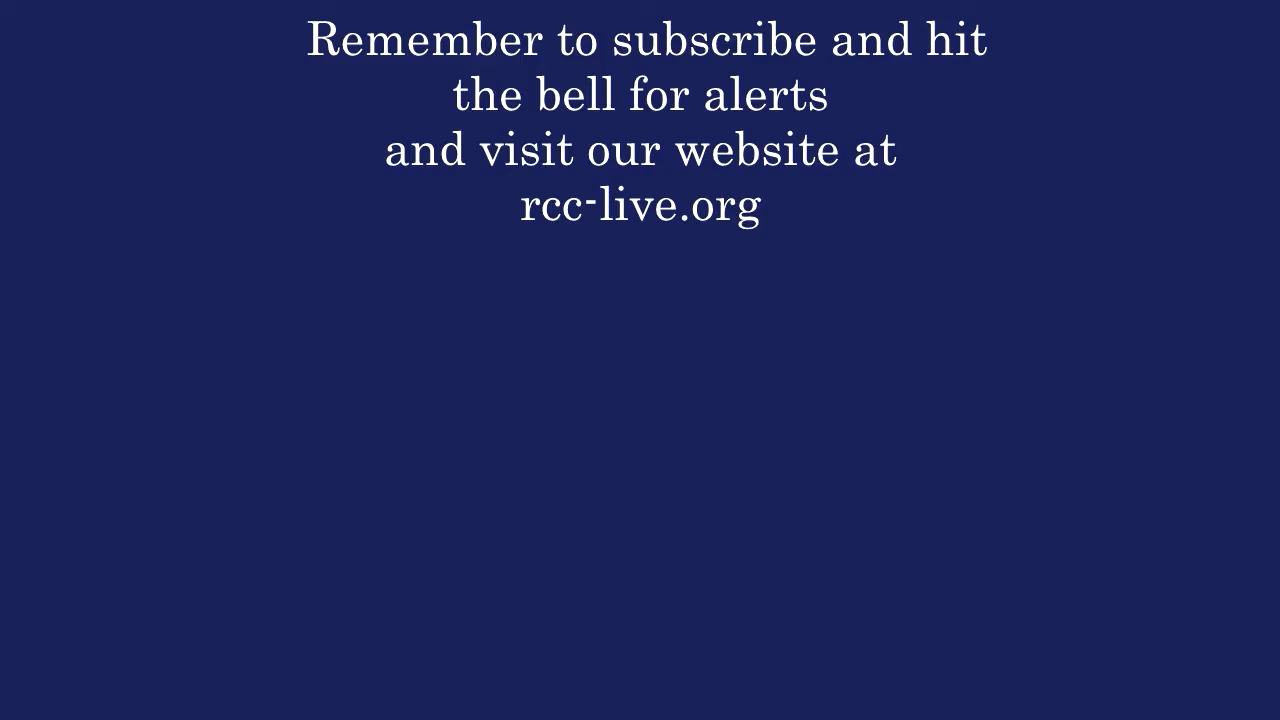 Remember to subscribe and hit
the bell for alerts
and visit our website at
rcc-live.org